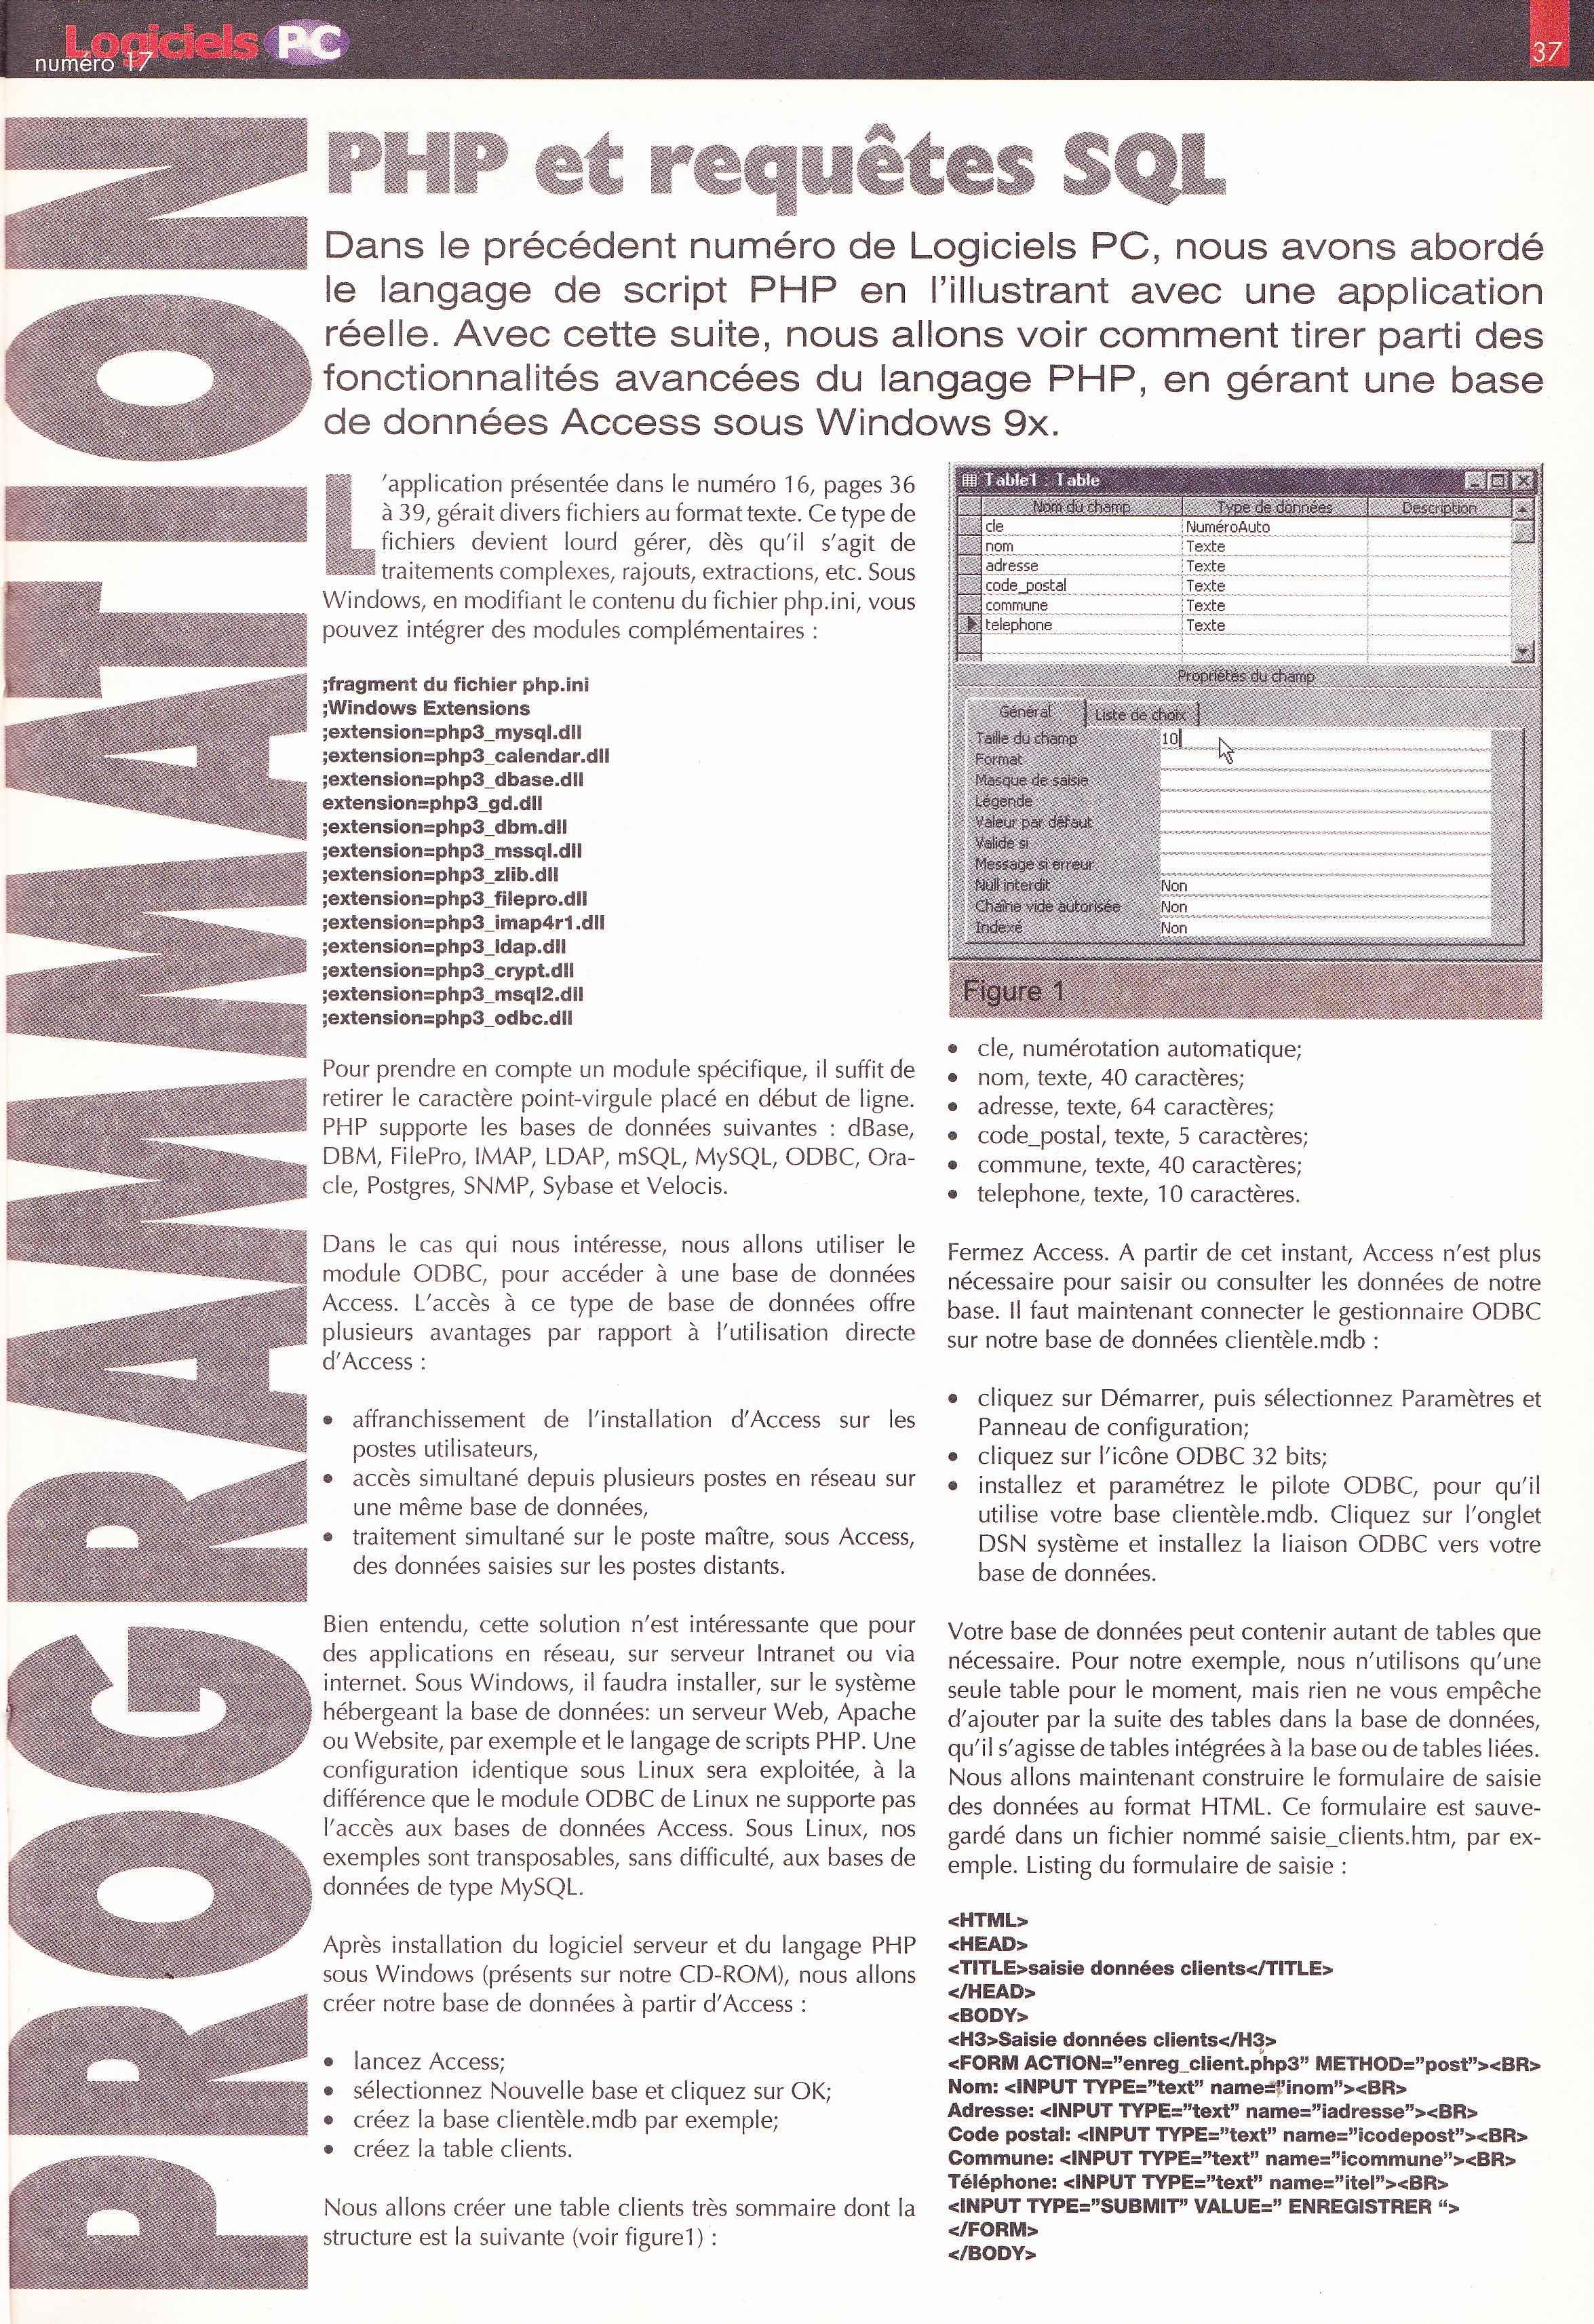 Logiciels PC
numéro 17
37
PROGRAMMATION
PHP et requêtes SQL
Dans le précédent numéro de Logiciels PC, nous avons abordé
le langage de script PHP en l'illustrant avec une application
réelle. Avec cette suite, nous allons voir comment tirer parti des
fonctionnalités avancées du langage PHP, en gérant une base
de données Access sous Windows 9x.
L'application présentée dans le numéro 16, pages 36
à 39, gérait divers fichiers au format texte. Ce type de
fichiers devient lourd gérer, dès qu'il s'agit de
traitements complexes, rajouts, extractions, etc. Sous
Windows, en modifiant le contenu du fichier php.ini, vous
pouvez intégrer des modules complémentaires :
;fragment du fichier php.ini
;Windows Extensions
;extension=php3_mysql.dll
;extension=php3_calendar.dll
;extension=php3_dbase.dll
extension=php3_gd.dll
;extension=php3_dbm.dll
;extension=php3_mssql.dll
;extension=php3_zlib.dll
;extension=php3_filepro.dll
;extension=php3_imap4r1.dll
;extension=php3_ldap.dll
;extension=php3_crypt.dll
;extension=php3_msql2.dll
;extension=php3_odbc.dll
Pour prendre en compte un module spécifique, il suffit de
retirer le caractère point-virgule placé en début de ligne.
PHP supporte les bases de données suivantes : dBase,
DBM, FilePro, IMAP, LDAP, mSQL, MySQL, ODBC, Ora-
cle, Postgres, SNMP, Sybase et Velocis.
Dans le cas qui nous intéresse, nous allons utiliser le
module ODBC, pour accéder à une base de données
Access. L'accès à ce type de base de données offre
plusieurs avantages par rapport à l'utilisation directe
d'Access :
• affranchissement de l'installation d'Access sur les
postes utilisateurs,
• accès simultané depuis plusieurs postes en réseau sur
une même base de données,
• traitement simultané sur le poste maître, sous Access,
des données saisies sur les postes distants.
Bien entendu, cette solution n'est intéressante que pour
des applications en réseau, sur serveur Intranet ou via
internet. Sous Windows, il faudra installer, sur le système
hébergeant la base de données: un serveur Web, Apache
ou Website, par exemple et le langage de scripts PHP. Une
configuration identique sous Linux sera exploitée, à la
différence que le module ODBC de Linux ne supporte pas
l'accès aux bases de données Access. Sous Linux, nos
exemples sont transposables, sans difficulté, aux bases de
données de type MySQL.
Après installation du logiciel serveur et du langage PHP
sous Windows (présents sur notre CD-ROM), nous allons
créer notre base de données à partir d'Access :
• lancez Access;
• sélectionnez Nouvelle base et cliquez sur OK;
• créez la base clientèle.mdb par exemple;
• créez la table clients.
Nous allons créer une table clients très sommaire dont la
structure est la suivante (voir figure1) :
Table1 : Table
Nom du champ Type de données Description
cle NuméroAuto
nom Texte
adresse Texte
code_postal Texte
commune Texte
telephone Texte
Propriétés du champ
Général Liste de choix
Taille du champ 10
Format
Masque de saisie
Légende
Valeur par défaut
Valide si
Message si erreur
Null interdit Non
Chaîne vide autorisée Non
Indexé Non
Figure 1
• cle, numérotation automatique;
• nom, texte, 40 caractères;
• adresse, texte, 64 caractères;
• code_postal, texte, 5 caractères;
• commune, texte, 40 caractères;
• telephone, texte, 10 caractères.
Fermez Access. A partir de cet instant, Access n'est plus
nécessaire pour saisir ou consulter les données de notre
base. Il faut maintenant connecter le gestionnaire ODBC
sur notre base de données clientèle.mdb :
• cliquez sur Démarrer, puis sélectionnez Paramètres et
Panneau de configuration;
• cliquez sur l'icône ODBC 32 bits;
• installez et paramétrez le pilote ODBC, pour qu'il
utilise votre base clientèle.mdb. Cliquez sur l'onglet
DSN système et installez la liaison ODBC vers votre
base de données.
Votre base de données peut contenir autant de tables que
nécessaire. Pour notre exemple, nous n'utilisons qu'une
seule table pour le moment, mais rien ne vous empêche
d'ajouter par la suite des tables dans la base de données,
qu'il s'agisse de tables intégrées à la base ou de tables liées.
Nous allons maintenant construire le formulaire de saisie
des données au format HTML. Ce formulaire est sauve-
gardé dans un fichier nommé saisie_clients.htm, par ex-
emple. Listing du formulaire de saisie :
<HTML>
<HEAD>
<TITLE>saisie données clients</TITLE>
</HEAD>
<BODY>
<H3>Saisie données clients</H3>
<FORM ACTION=”enreg_client.php3” METHOD=”post”><BR>
Nom: <INPUT TYPE=”text” name=”inom”><BR>
Adresse: <INPUT TYPE=”text” name=”iadresse”><BR>
Code postal: <INPUT TYPE=”text” name=”icodepost”><BR>
Commune: <INPUT TYPE=”text” name=”icommune”><BR>
Téléphone: <INPUT TYPE=”text” name=”itel”><BR>
<INPUT TYPE=”SUBMIT” VALUE=” ENREGISTRER “>
</FORM>
</BODY>